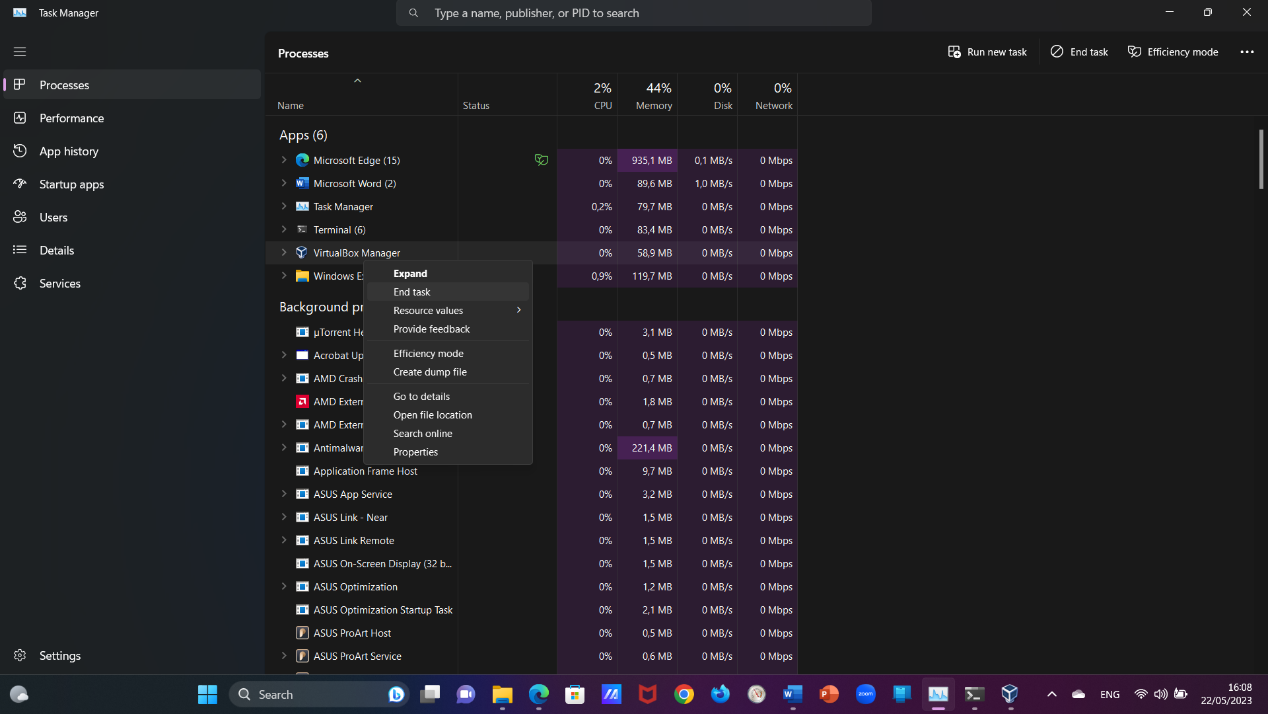 Task Manager
Type a name, publisher, or PID to search
Processes
Performance
App history
Startup apps
Users
Details
Services
Settings
Processes
Run new task
End task
Efficiency mode
2% 44% 0% 0%
Name Status CPU Memory Disk Network
Apps (6)
Microsoft Edge (15) 0% 935,1 MB 0,1 MB/s 0 Mbps
Microsoft Word (2) 0% 89,6 MB 1,0 MB/s 0 Mbps
Task Manager 0,2% 79,7 MB 0 MB/s 0 Mbps
Terminal (6) 0% 83,4 MB 0 MB/s 0 Mbps
VirtualBox Manager 0% 58,9 MB 0 MB/s 0 Mbps
Windows E 0,9% 119,7 MB 0 MB/s 0 Mbps
Expand
End task
Resource values
Provide feedback
Efficiency mode
Create dump file
Go to details
Open file location
Search online
Properties
Background pr
µTorrent He 0% 3,1 MB 0 MB/s 0 Mbps
Acrobat Up 0% 0,5 MB 0 MB/s 0 Mbps
AMD Crash 0% 0,7 MB 0 MB/s 0 Mbps
AMD Extern 0% 1,8 MB 0 MB/s 0 Mbps
AMD Extern 0% 0,7 MB 0 MB/s 0 Mbps
Antimalwar 0% 221,4 MB 0 MB/s 0 Mbps
Application Frame Host 0% 9,7 MB 0 MB/s 0 Mbps
ASUS App Service 0% 3,2 MB 0 MB/s 0 Mbps
ASUS Link - Near 0% 1,5 MB 0 MB/s 0 Mbps
ASUS Link Remote 0% 1,5 MB 0 MB/s 0 Mbps
ASUS On-Screen Display (32 b... 0% 1,5 MB 0 MB/s 0 Mbps
ASUS Optimization 0% 1,2 MB 0 MB/s 0 Mbps
ASUS Optimization Startup Task 0% 2,1 MB 0 MB/s 0 Mbps
ASUS ProArt Host 0% 0,5 MB 0 MB/s 0 Mbps
ASUS ProArt Service 0% 0,6 MB 0 MB/s 0 Mbps
Search
zoom
ENG
16:08
22/05/2023